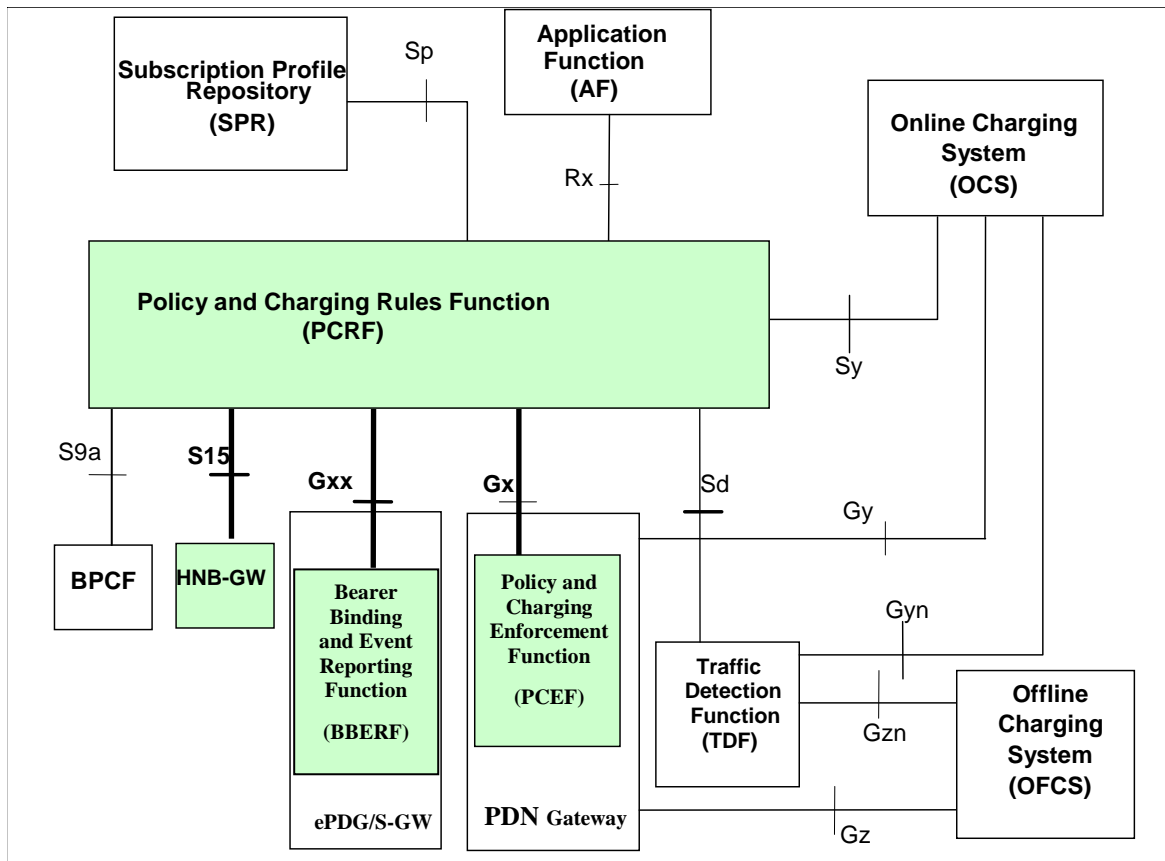 Subscription Profile
Repository
(SPR)
Sp
Application
Function
(AF)
Online Charging
System
(OCS)
Rx
Policy and Charging Rules Function
(PCRF)
Sy
S9a
S15
Gxx
Gx
Sd
Gy
BPCF
HNB-GW
Bearer
Binding
and Event
Reporting
Function
(BBERF)
ePDG/S-GW
Policy and
Charging
Enforcement
Function
(PCEF)
PDN Gateway
Traffic
Detection
Function
(TDF)
Gyn
Gzn
Gz
Offline
Charging
System
(OFCS)